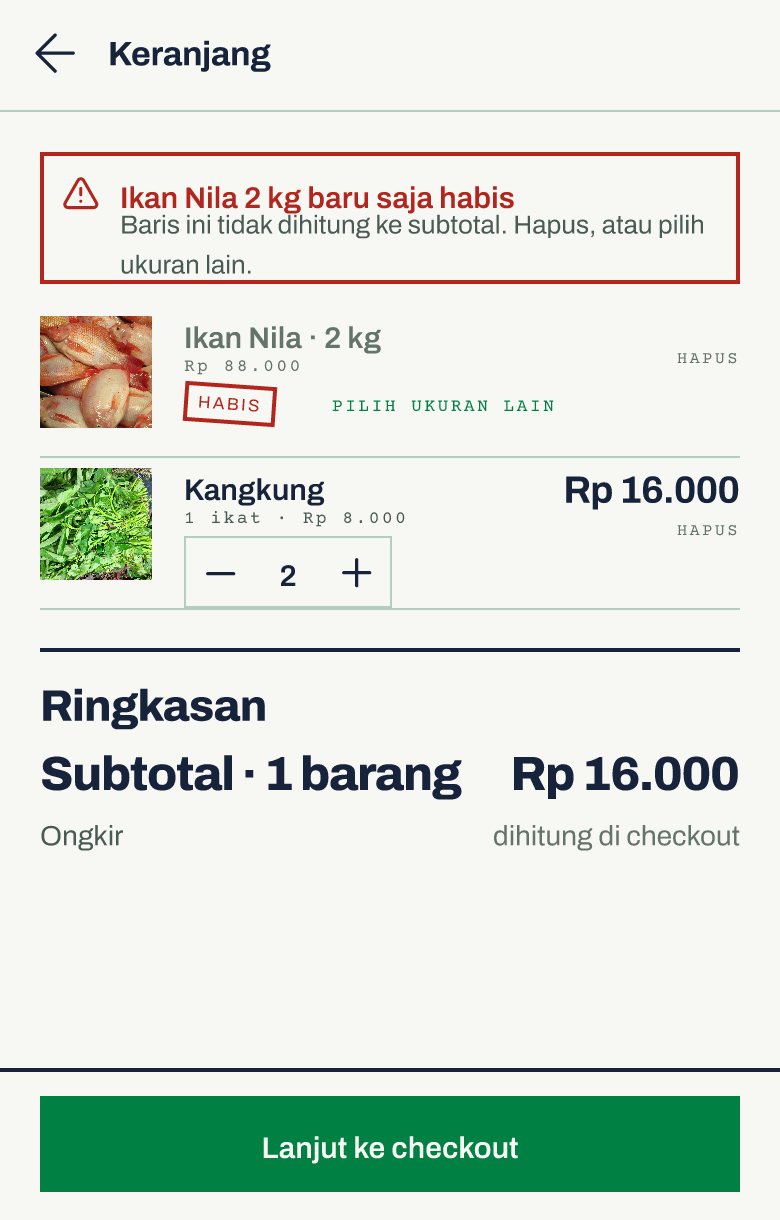 Keranjang
Ikan Nila 2 kg baru saja habis
Baris ini tidak dihitung ke subtotal. Hapus, atau pilih
ukuran lain.
Ikan Nila · 2 kg
Rp 88.000
HAPUS
HABIS
PILIH UKURAN LAIN
Kangkung
Rp 16.000
1 ikat · Rp 8.000
HAPUS
2
Ringkasan
Subtotal · 1 barang Rp 16.000
Ongkir dihitung di checkout
Lanjut ke checkout